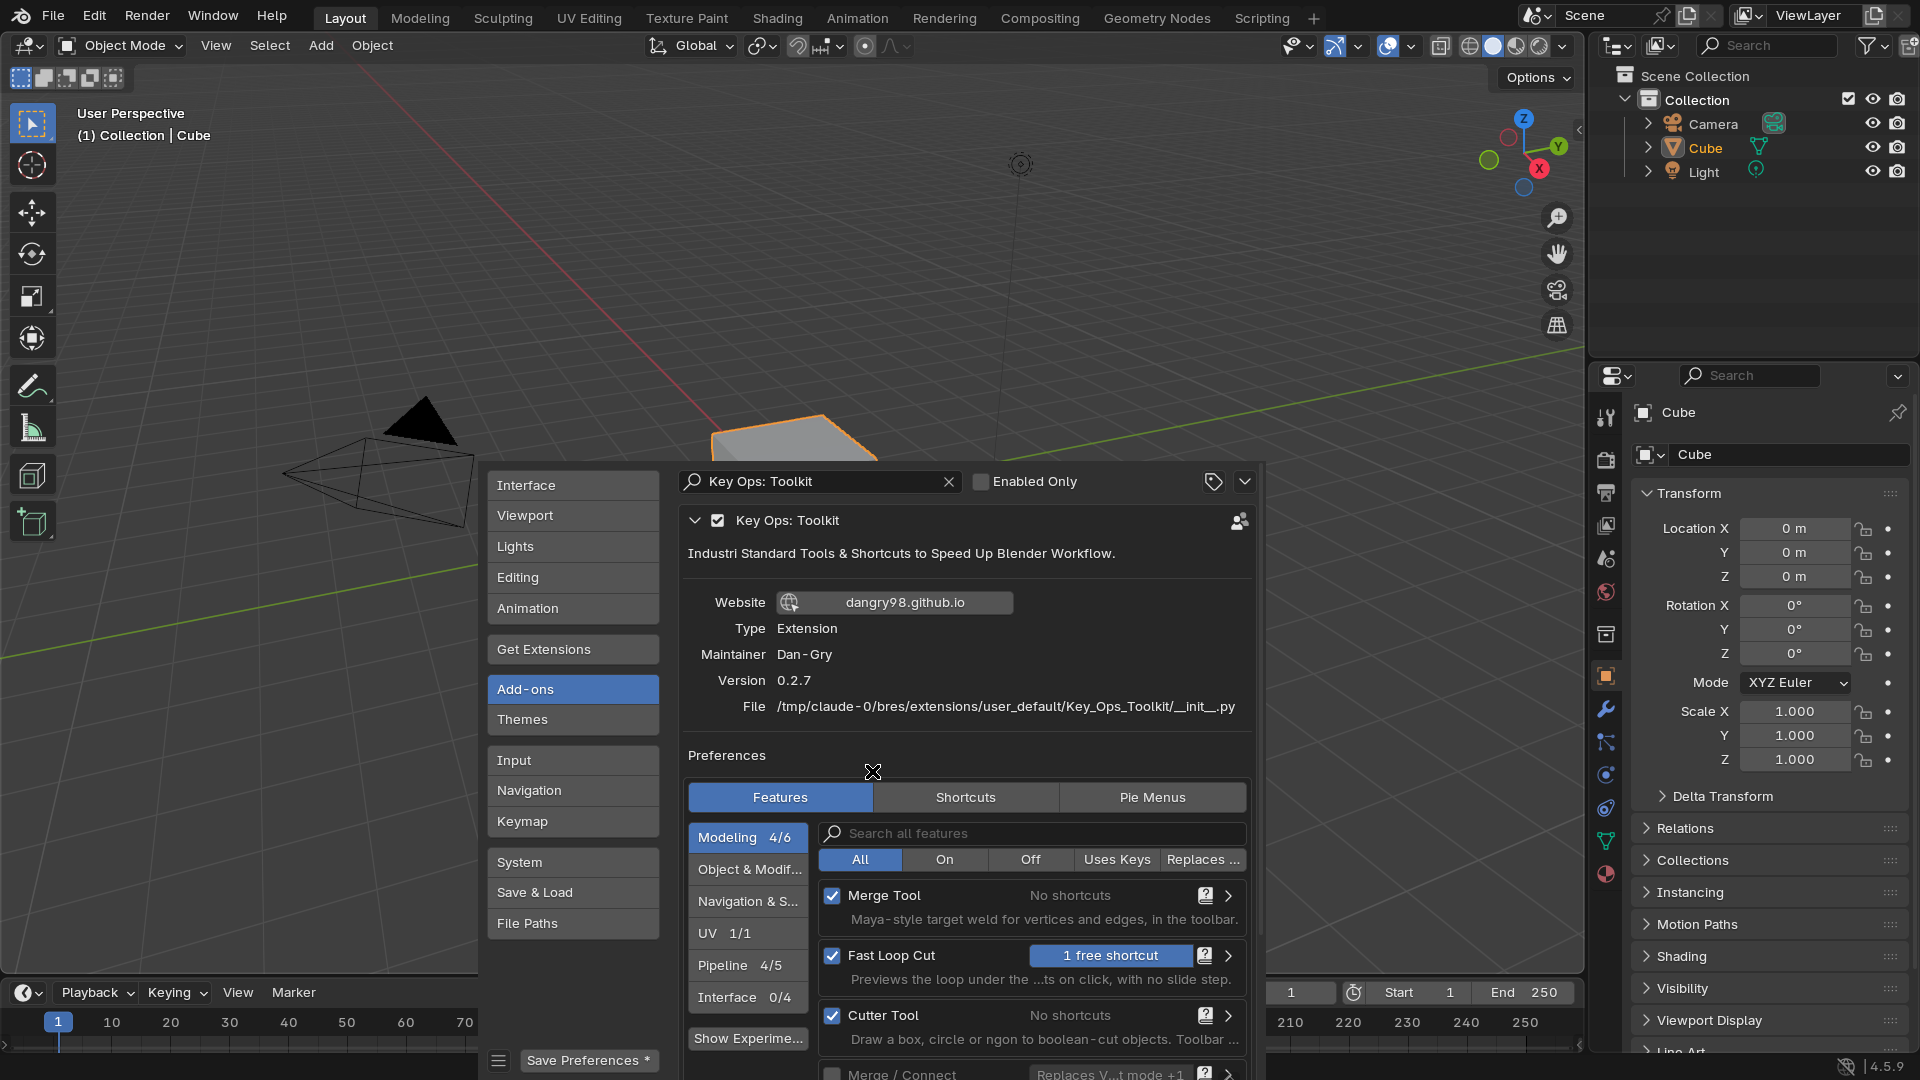 File Edit Render Window Help Layout Modeling Sculpting UV Editing Texture Paint Shading Animation Rendering Compositing Geometry Nodes Scripting + Scene ViewLayer
Object Mode View Select Add Object Global Search
Options
User Perspective
(1) Collection | Cube
Z
Y
X
Scene Collection
Collection
Camera
Cube
Light
Search
Cube
Cube
Transform
Location X 0 m
Y 0 m
Z 0 m
Rotation X 0°
Y 0°
Z 0°
Mode XYZ Euler
Scale X 1.000
Y 1.000
Z 1.000
Delta Transform
Relations
Collections
Instancing
Motion Paths
Shading
Visibility
Viewport Display
Line Art
Interface
Viewport
Lights
Editing
Animation
Get Extensions
Add-ons
Themes
Input
Navigation
Keymap
System
Save & Load
File Paths
Save Preferences *
Key Ops: Toolkit Enabled Only
Key Ops: Toolkit
Industri Standard Tools & Shortcuts to Speed Up Blender Workflow.
Website dangry98.github.io
Type Extension
Maintainer Dan-Gry
Version 0.2.7
File /tmp/claude-0/bres/extensions/user_default/Key_Ops_Toolkit/__init__.py
Preferences
Features Shortcuts Pie Menus
Modeling 4/6
Object & Modif...
Navigation & S...
UV 1/1
Pipeline 4/5
Interface 0/4
Show Experime...
Search all features
All On Off Uses Keys Replaces ...
Merge Tool No shortcuts
Maya-style target weld for vertices and edges, in the toolbar.
Fast Loop Cut 1 free shortcut
Previews the loop under the ...ts on click, with no slide step.
Cutter Tool No shortcuts
Draw a box, circle or ngon to boolean-cut objects. Toolbar ...
Merge / Connect Replaces V...t mode +1
Playback Keying View Marker 1 Start 1 End 250
1 10 20 30 40 50 60 70 210 220 230 240 250
4.5.9